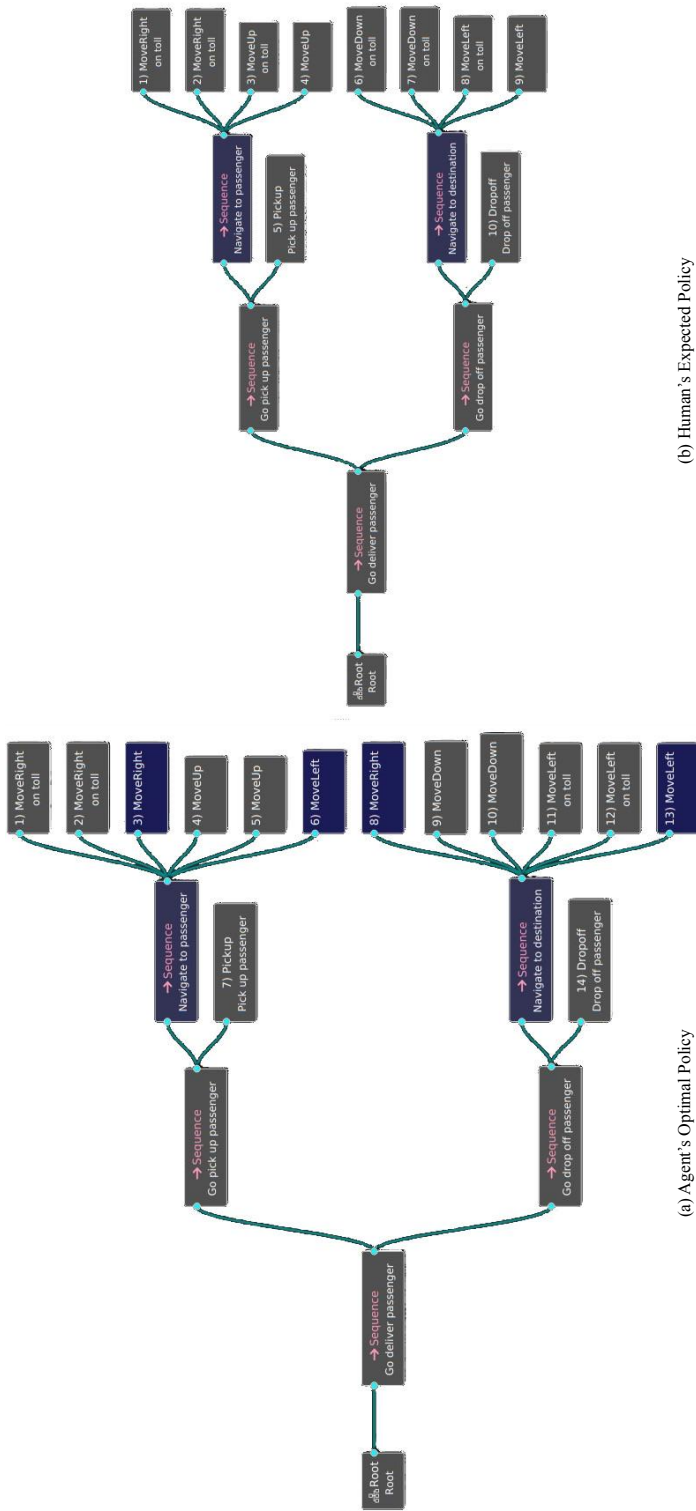 Root
Root
→ Sequence
Go deliver passenger
→ Sequence
Go pick up passenger
→ Sequence
Navigate to passenger
1) MoveRight
on toll
2) MoveRight
on toll
3) MoveRight
4) MoveUp
5) MoveUp
6) MoveLeft
7) Pickup
Pick up passenger
→ Sequence
Go drop off passenger
→ Sequence
Navigate to destination
8) MoveRight
9) MoveDown
10) MoveDown
11) MoveLeft
on toll
12) MoveLeft
on toll
13) MoveLeft
14) Dropoff
Drop off passenger
(a) Agent's Optimal Policy
Root
Root
→ Sequence
Go deliver passenger
→ Sequence
Go pick up passenger
→ Sequence
Navigate to passenger
1) MoveRight
on toll
2) MoveRight
on toll
3) MoveUp
on toll
4) MoveUp
5) Pickup
Pick up passenger
→ Sequence
Go drop off passenger
→ Sequence
Navigate to destination
6) MoveDown
on toll
7) MoveDown
on toll
8) MoveLeft
on toll
9) MoveLeft
10) Dropoff
Drop off passenger
(b) Human's Expected Policy